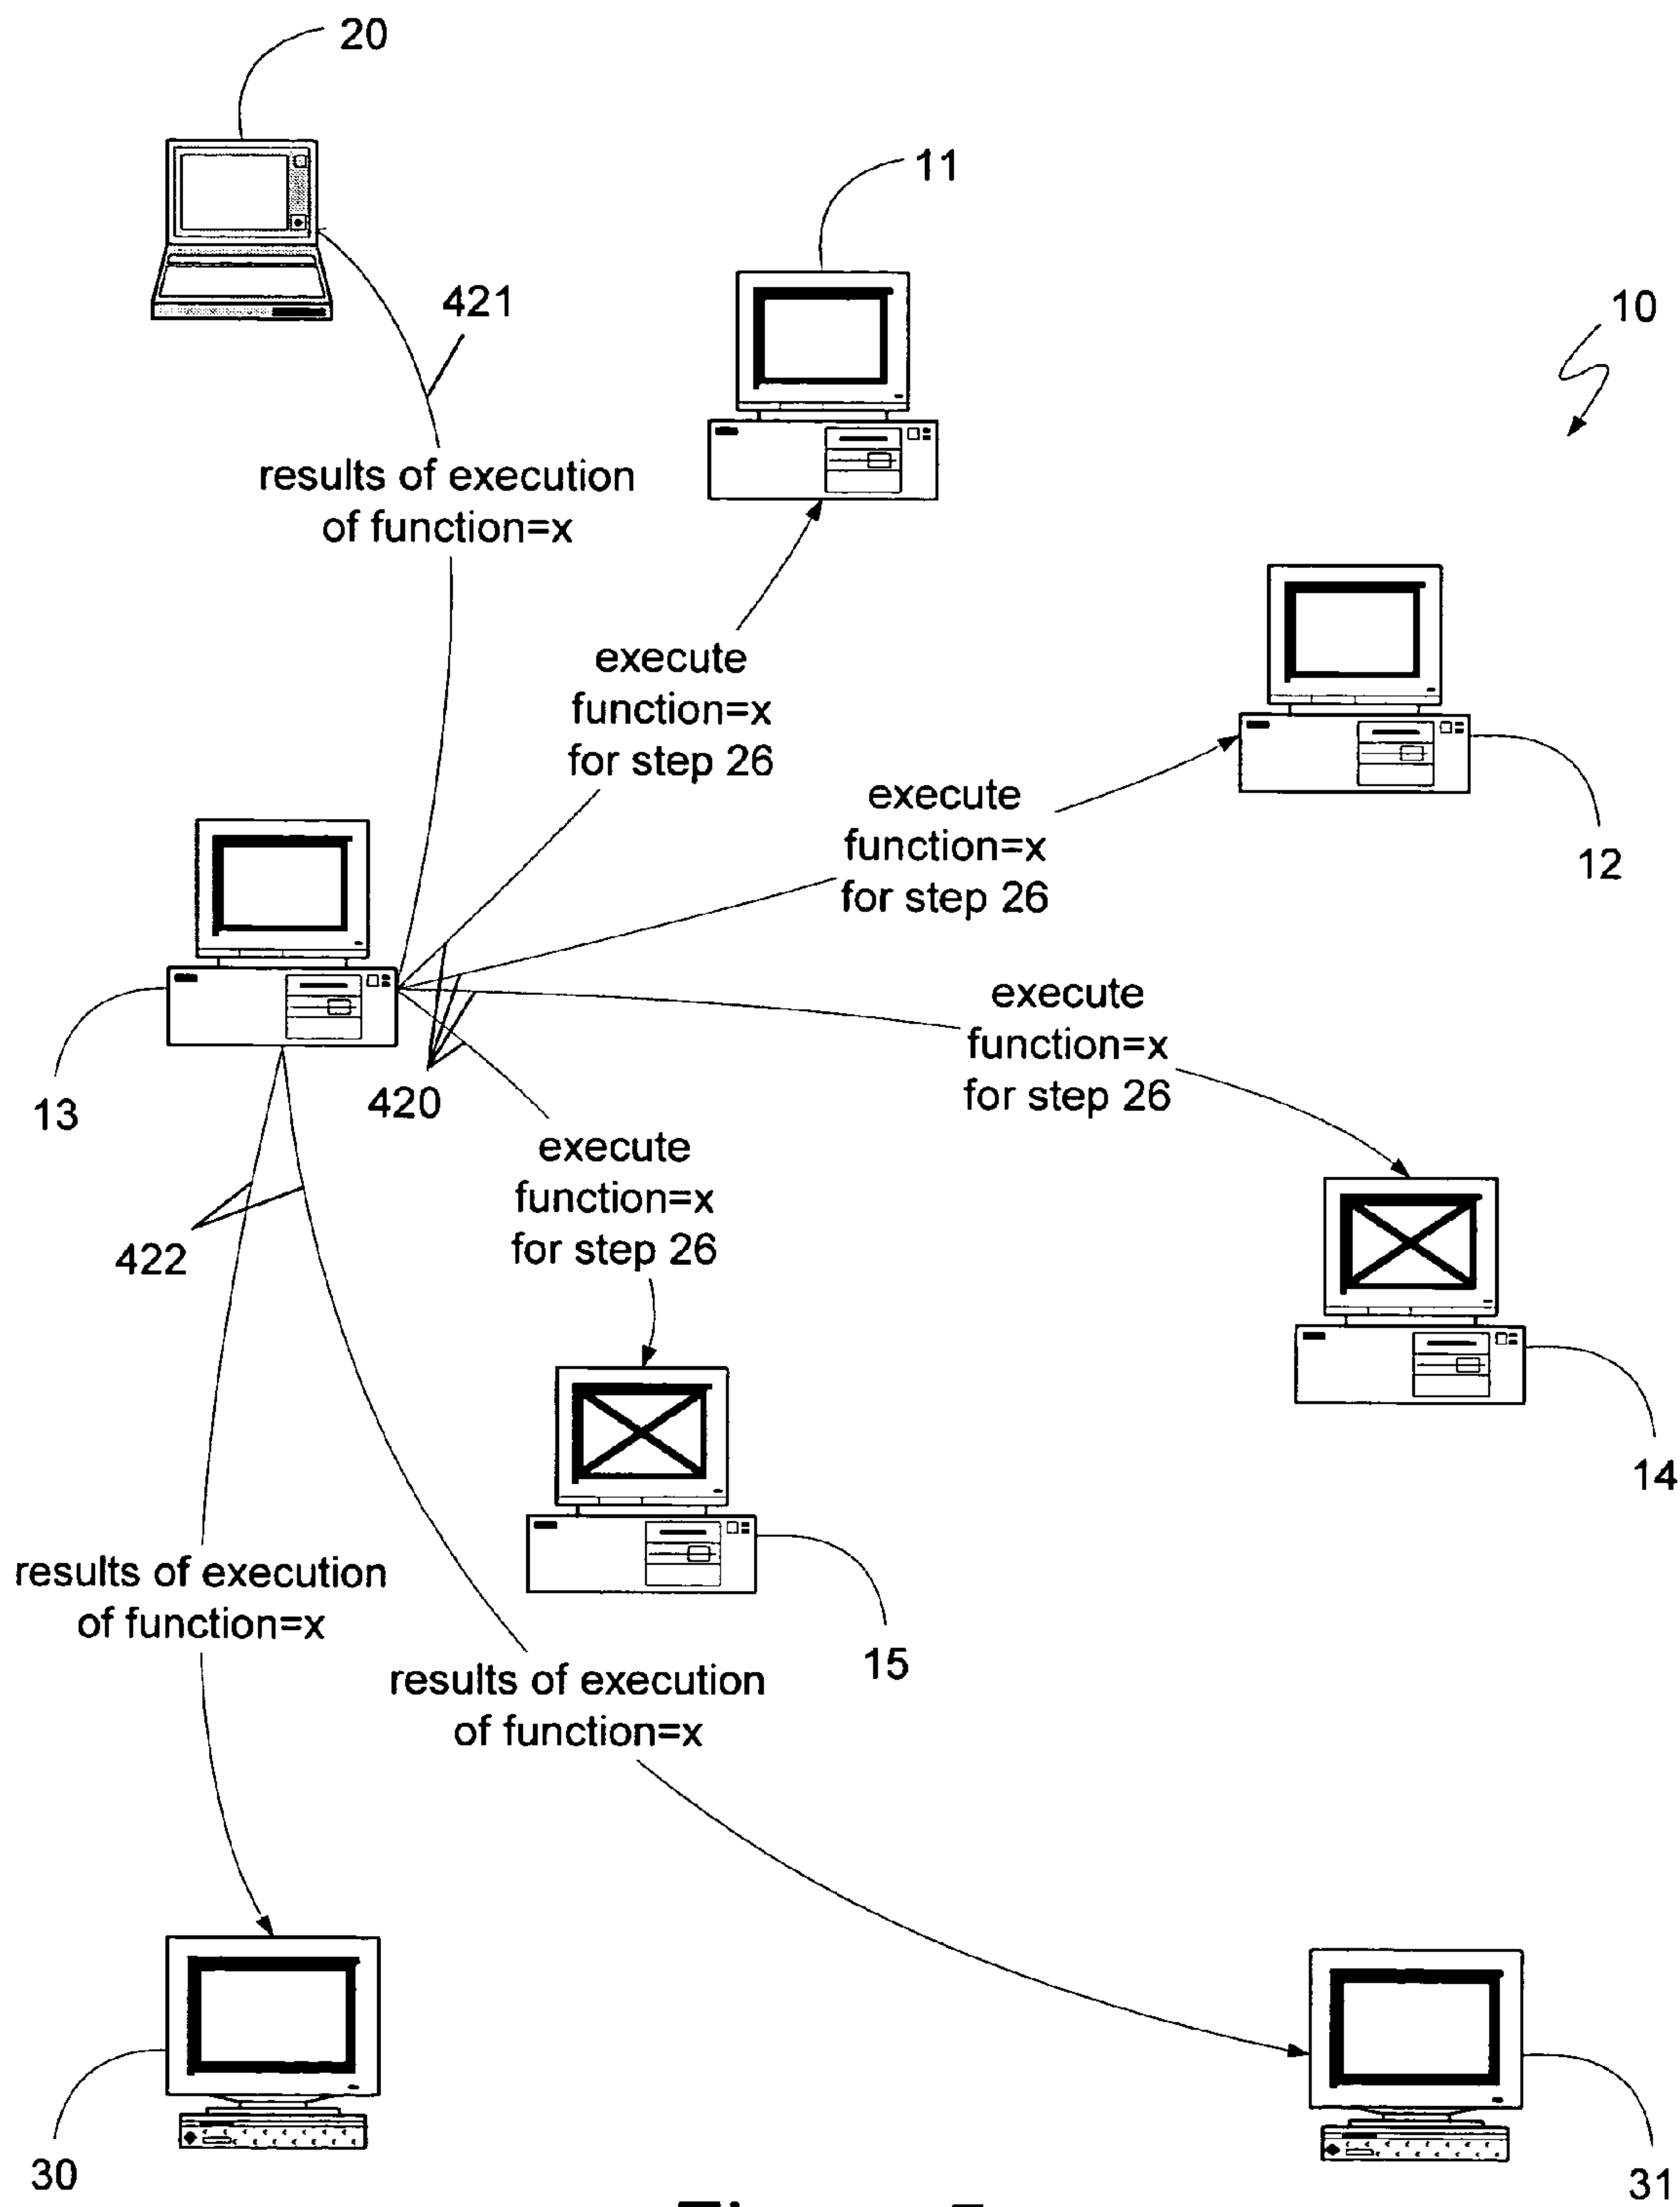 20
11
10
421
results of execution
of function=x
execute
function=x
for step 26
execute
function=x
for step 26
12
execute
function=x
for step 26
13
420
execute
function=x
for step 26
422
14
results of execution
of function=x
15
results of execution
of function=x
30
31